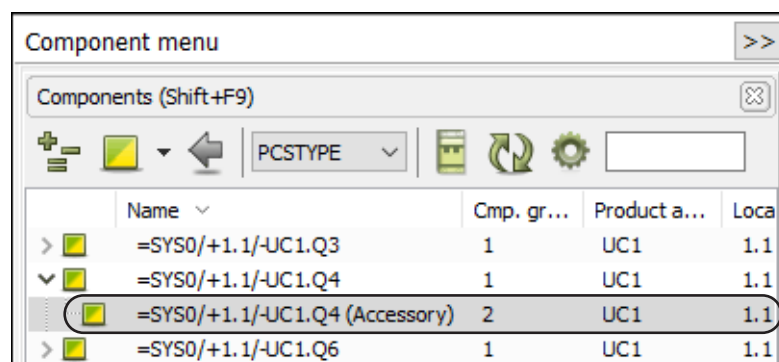 Component menu >>
Components (Shift+F9)
PCSTYPE
Name Cmp. gr... Product a... Loca
=SYS0/+1.1/-UC1.Q3 1 UC1 1.1
=SYS0/+1.1/-UC1.Q4 1 UC1 1.1
=SYS0/+1.1/-UC1.Q4 (Accessory) 2 UC1 1.1
=SYS0/+1.1/-UC1.Q6 1 UC1 1.1